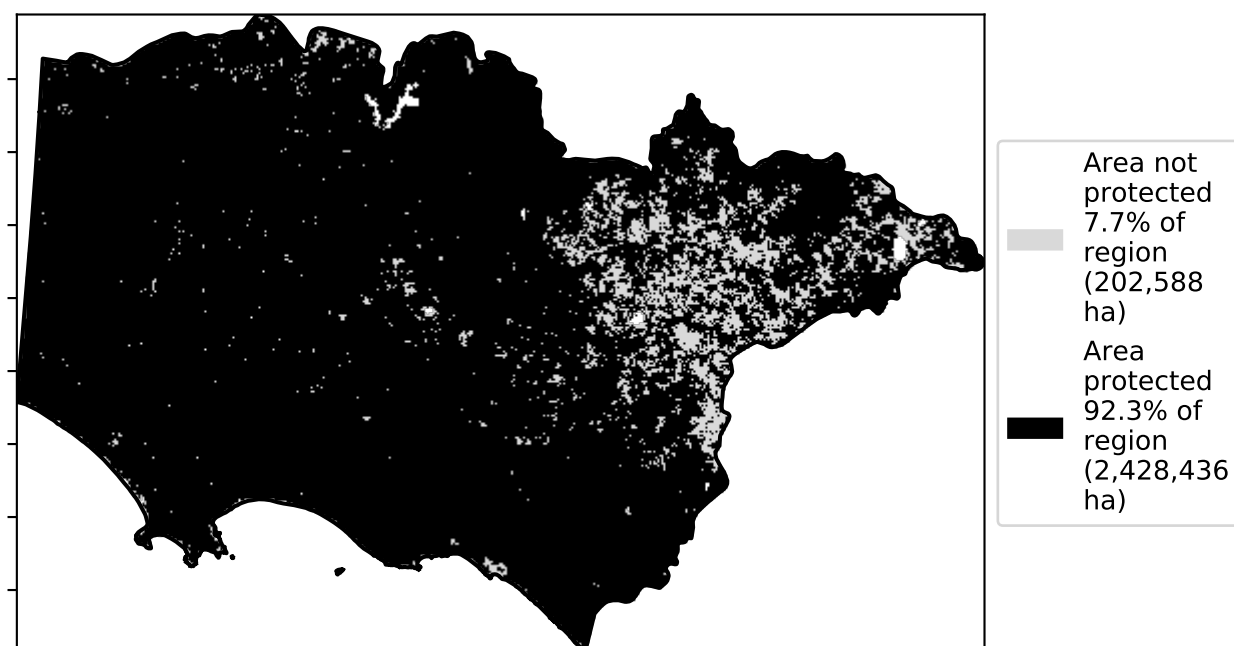 Area not
protected
7.7% of
region
(202,588
ha)
Area
protected
92.3% of
region
(2,428,436
ha)